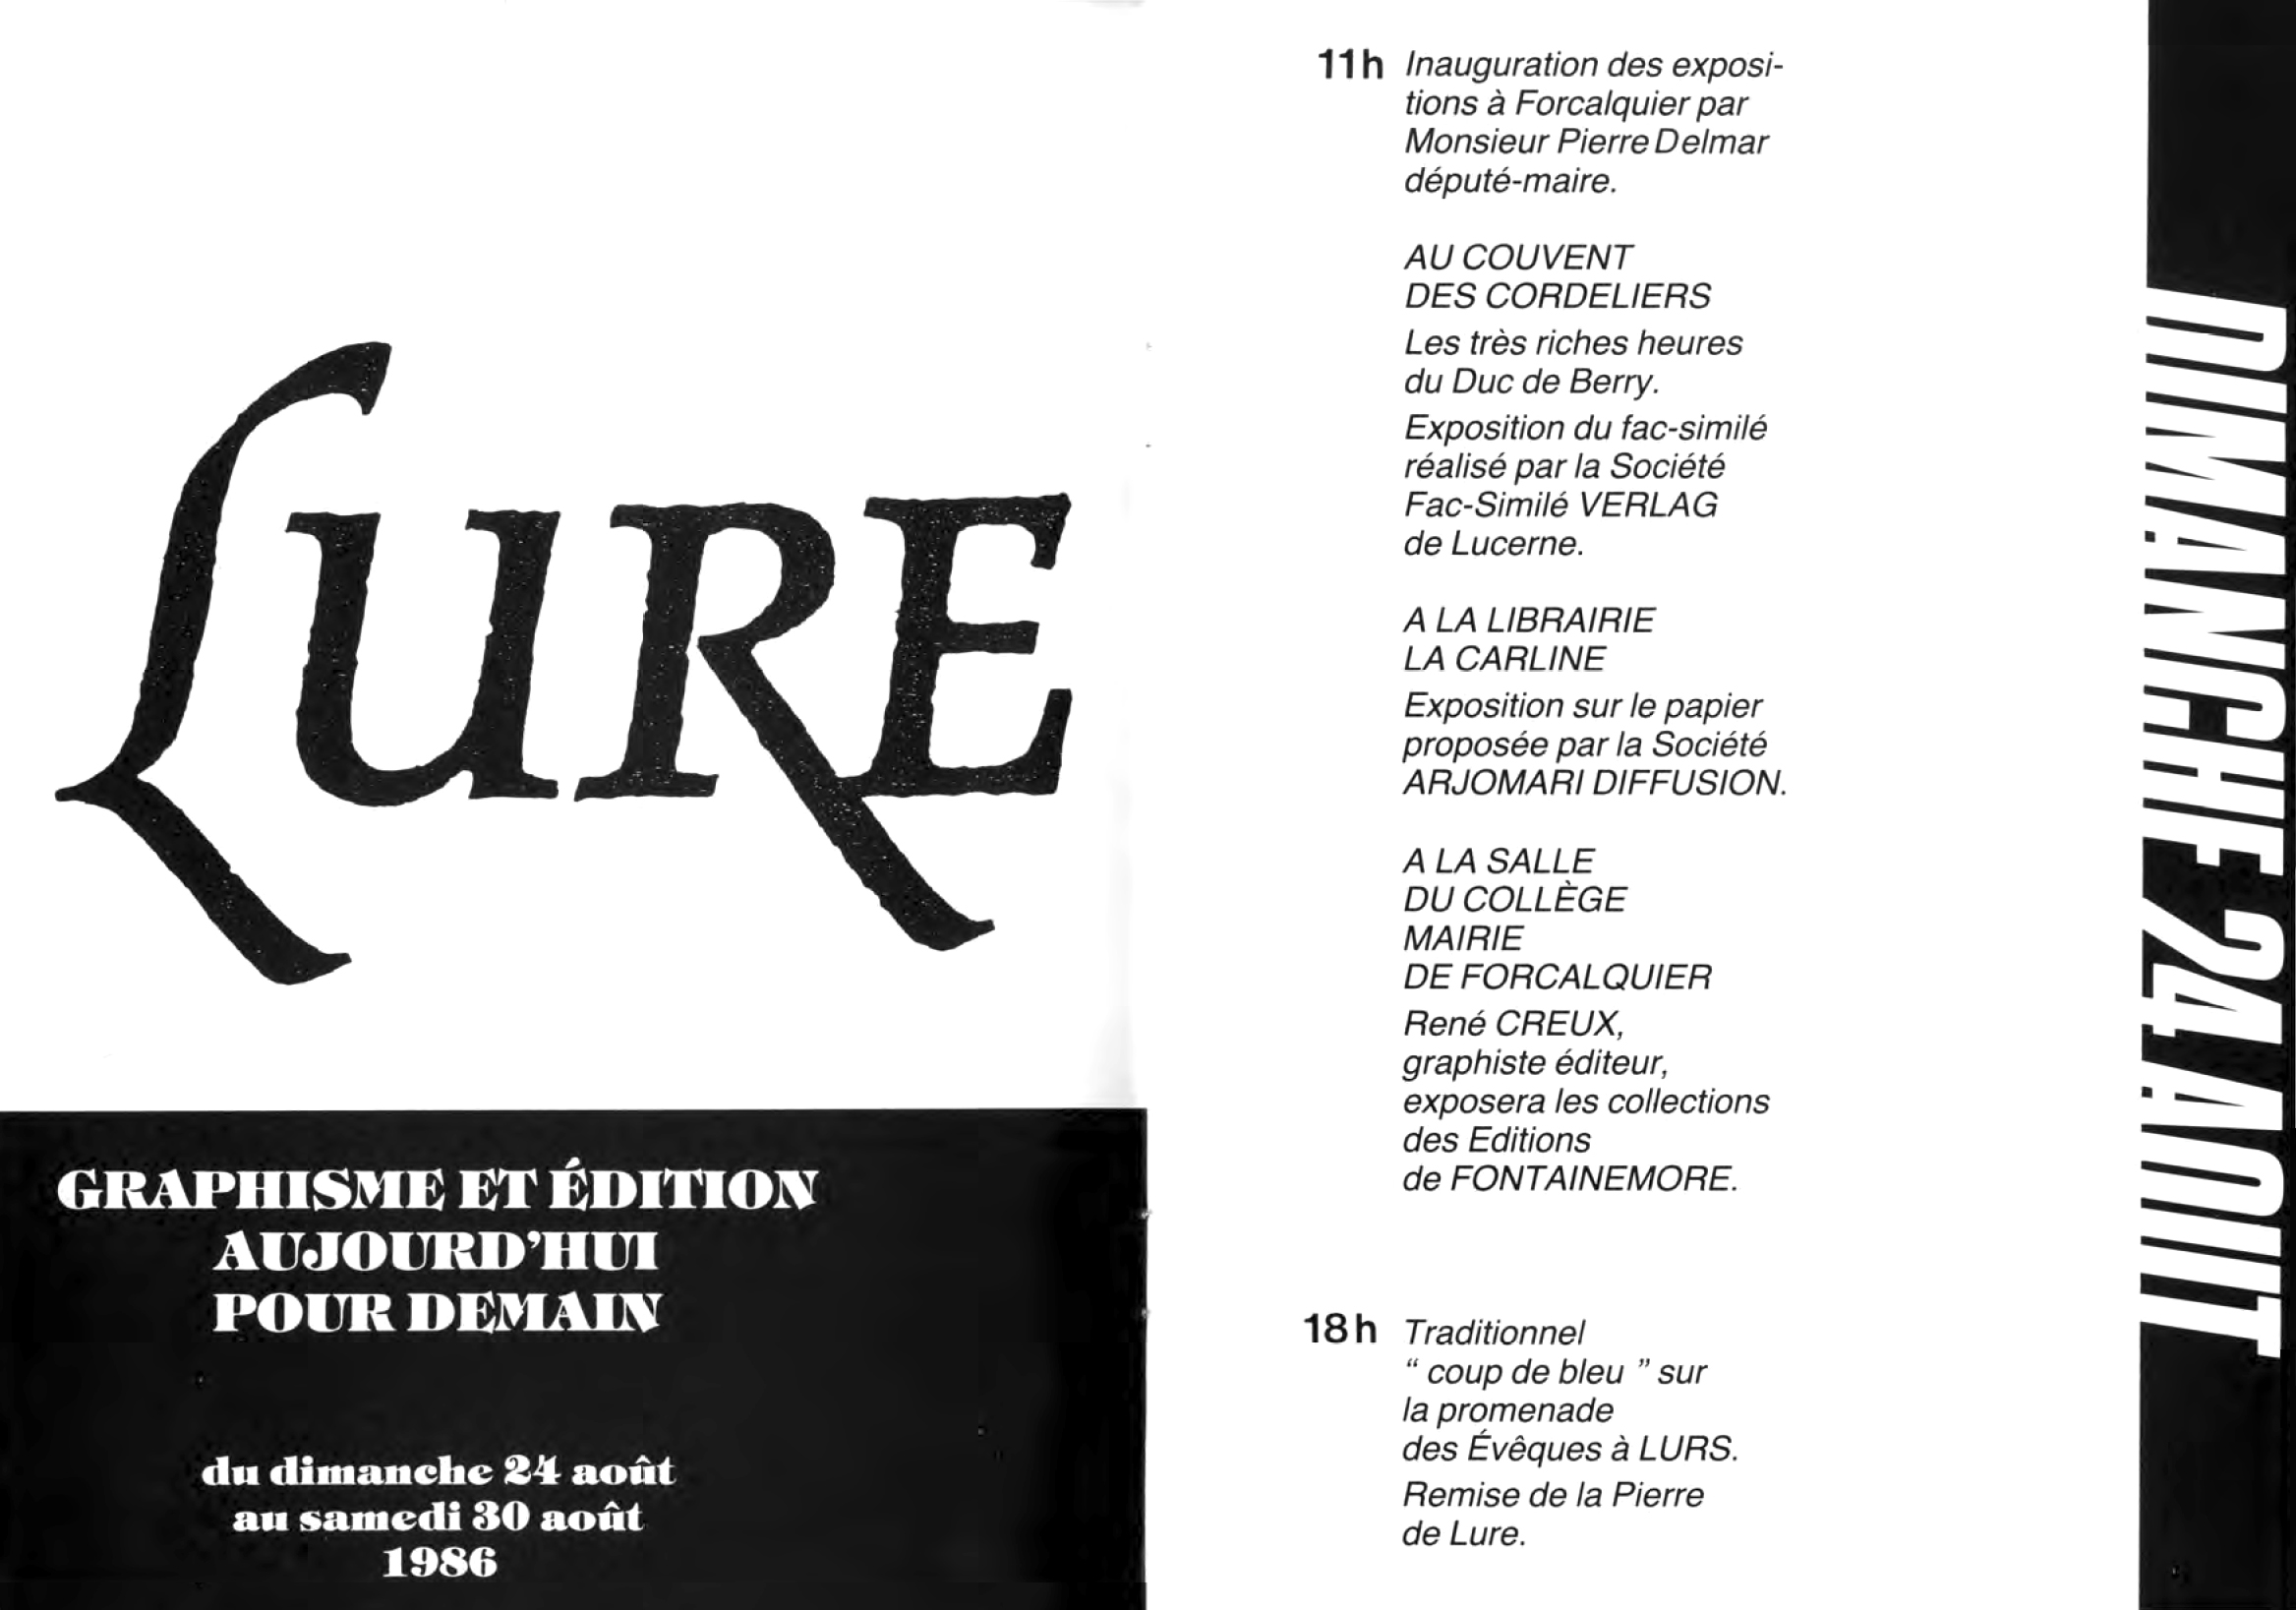 LURE
GRAPHISME ET ÉDITION
AUJOURD'HUI
POUR DEMAIN
du dimanche 24 août
au samedi 30 août
1986
11h Inauguration des exposi-
tions à Forcalquier par
Monsieur Pierre Delmar
député-maire.
AU COUVENT
DES CORDELIERS
Les très riches heures
du Duc de Berry.
Exposition du fac-similé
réalisé par la Société
Fac-Similé VERLAG
de Lucerne.
A LA LIBRAIRIE
LA CARLINE
Exposition sur le papier
proposée par la Société
ARJOMARI DIFFUSION.
A LA SALLE
DU COLLÈGE
MAIRIE
DE FORCALQUIER
René CREUX,
graphiste éditeur,
exposera les collections
des Editions
de FONTAINEMORE.
18h Traditionnel
“ coup de bleu ” sur
la promenade
des Évêques à LURS.
Remise de la Pierre
de Lure.
DIMANCHE 24 AOUT